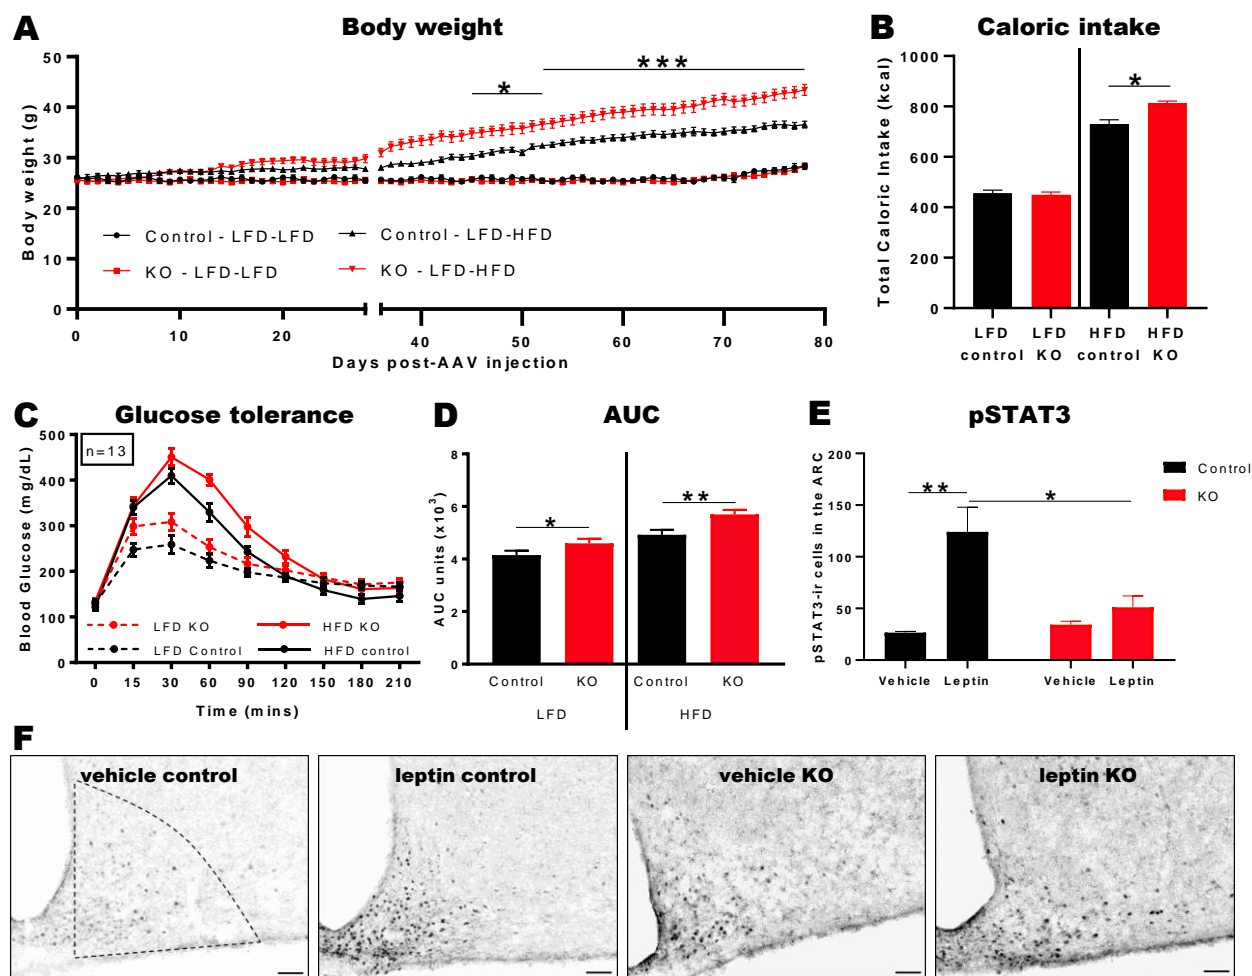 A
Body weight
Body weight (g)
50
40
30
20
10
0
*
***
Control - LFD-LFD
Control - LFD-HFD
KO - LFD-LFD
KO - LFD-HFD
0 10 20 40 50 60 70 80
Days post-AAV injection
B
Caloric intake
Total Caloric Intake (kcal)
1000
800
600
400
200
0
*
LFD control
LFD KO
HFD control
HFD KO
C
Glucose tolerance
Blood Glucose (mg/dL)
500
400
300
200
100
0
n=13
LFD KO
HFD KO
LFD Control
HFD control
0 15 30 60 90 120 150 180 210
Time (mins)
D
AUC
AUC units (x10³)
8
6
4
2
0
*
**
Control KO Control KO
LFD HFD
E
pSTAT3
pSTAT3-ir cells in the ARC
200
150
100
50
0
**
*
Control
KO
Vehicle Leptin Vehicle Leptin
F
vehicle control
leptin control
vehicle KO
leptin KO